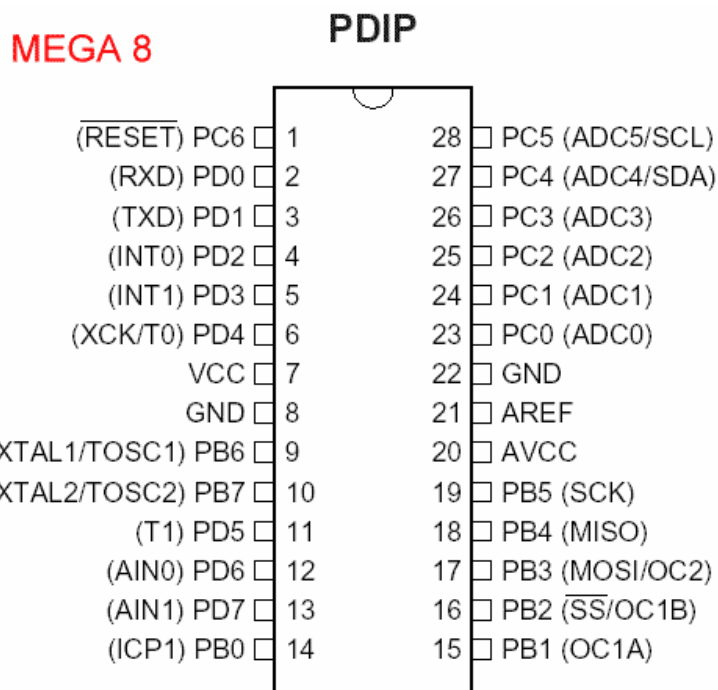 PDIP
MEGA 8
(RESET) PC6 1 28 PC5 (ADC5/SCL)
(RXD) PD0 2 27 PC4 (ADC4/SDA)
(TXD) PD1 3 26 PC3 (ADC3)
(INT0) PD2 4 25 PC2 (ADC2)
(INT1) PD3 5 24 PC1 (ADC1)
(XCK/T0) PD4 6 23 PC0 (ADC0)
VCC 7 22 GND
GND 8 21 AREF
XTAL1/TOSC1) PB6 9 20 AVCC
XTAL2/TOSC2) PB7 10 19 PB5 (SCK)
(T1) PD5 11 18 PB4 (MISO)
(AIN0) PD6 12 17 PB3 (MOSI/OC2)
(AIN1) PD7 13 16 PB2 (SS/OC1B)
(ICP1) PB0 14 15 PB1 (OC1A)